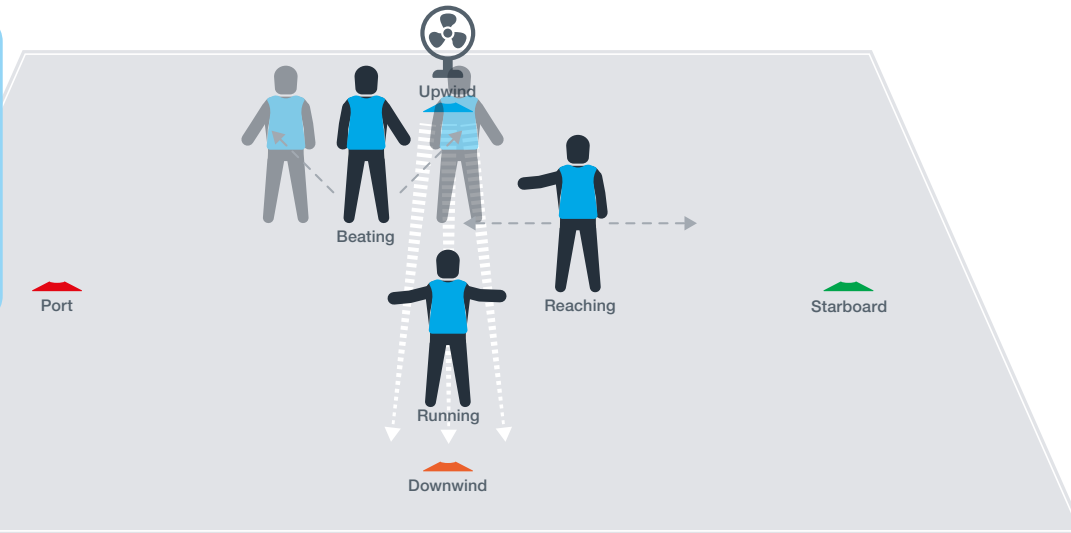 Upwind
Beating
Port
Reaching
Starboard
Running
Downwind